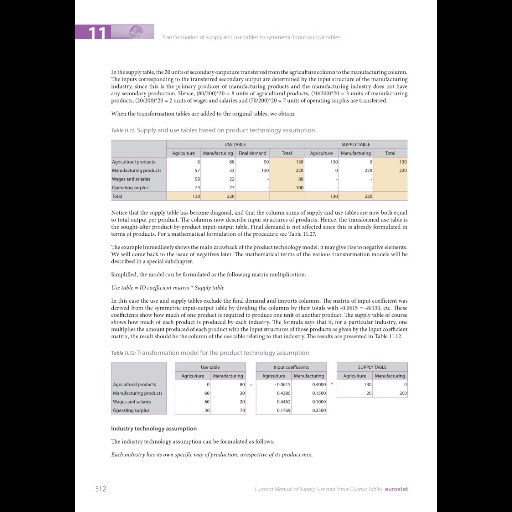 11
Transformation of supply and use tables to symmetric input-output tables
In the supply table, the 20 units of secondary output are transferred from the agriculture column to the manufacturing column.
The inputs corresponding to the transferred secondary output are determined by the input structure of the manufacturing
industry, since this is the primary producer of manufacturing products and the manufacturing industry does not have
any secondary production. Hence, (80/200)*20 = 8 units of agricultural products, (30/200)*20 = 3 units of manufacturing
products, (20/200)*20 = 2 units of wages and salaries and (70/200)*20 = 7 units of operating surplus are transferred.
When the transformation tables are added to the original tables, we obtain:
Table 11.11: Supply and use tables based on product technology assumption
USE TABLE SUPPLY TABLE
Agriculture Manufacturing Final demand Total Agriculture Manufacturing Total
Agricultural products 88 50 130 130 0 130
Manufacturing products 57 33 130 220 0 220 220
Wages and salaries 58 22 - 80 - -
Operating surplus 23 77 - 100 - -
Total 130 220 130 220
Notice that the supply table has become diagonal, and that the column sums of supply and use tables are now both equal
to total output per product. The columns now describe input structures of products. Hence, the transformed use table is
the sought-after product-by-product input-output table. Final demand is not affected since this is already formulated in
terms of products. For a mathematical formulation of the procedure see Table 11.27.
The example immediately shows the main drawback of the product technology model: it may give rise to negative elements.
We will come back to the issue of negatives later. The mathematical terms of the various transformation models will be
described in a special subchapter.
Simplified, the model can be formulated as the following matrix multiplication:
Use table = IO coefficient matrix * Supply table
In this case the use and supply tables exclude the final demand and imports columns. The matrix of input coefficient was
derived from the symmetric input-output table by dividing the columns by their totals with -0.0615 = -8/130, etc. These
coefficients show how much of one product is required to produce one unit of another product. The supply table of course
shows how much of each product is produced by each industry. The formula says that if, for a particular industry, one
multiplies the amount produced of each product with the input structures of those products as given by the input coefficient
matrix, the result should be the column of the use table relating to that industry. The results are presented in Table 11.12.
Table 11.12: Transformation model for the product technology assumption
Use table Input coefficients SUPPLY TABLE
Agriculture Manufacturing Agriculture Manufacturing Agriculture Manufacturing
Agricultural products 0 80 = -0.0615 0.4000 * 130 0
Manufacturing products 60 30 0.4385 0.1500 20 200
Wages and salaries 60 20 0.4462 0.1000
Operating surplus 30 70 0.1769 0.3500
Industry technology assumption
The industry technology assumption can be formulated as follows:
Each industry has its own specific way of production, irrespective of its product mix.
312
Eurostat Manual of Supply, Use and Input-Output Tables eurostat